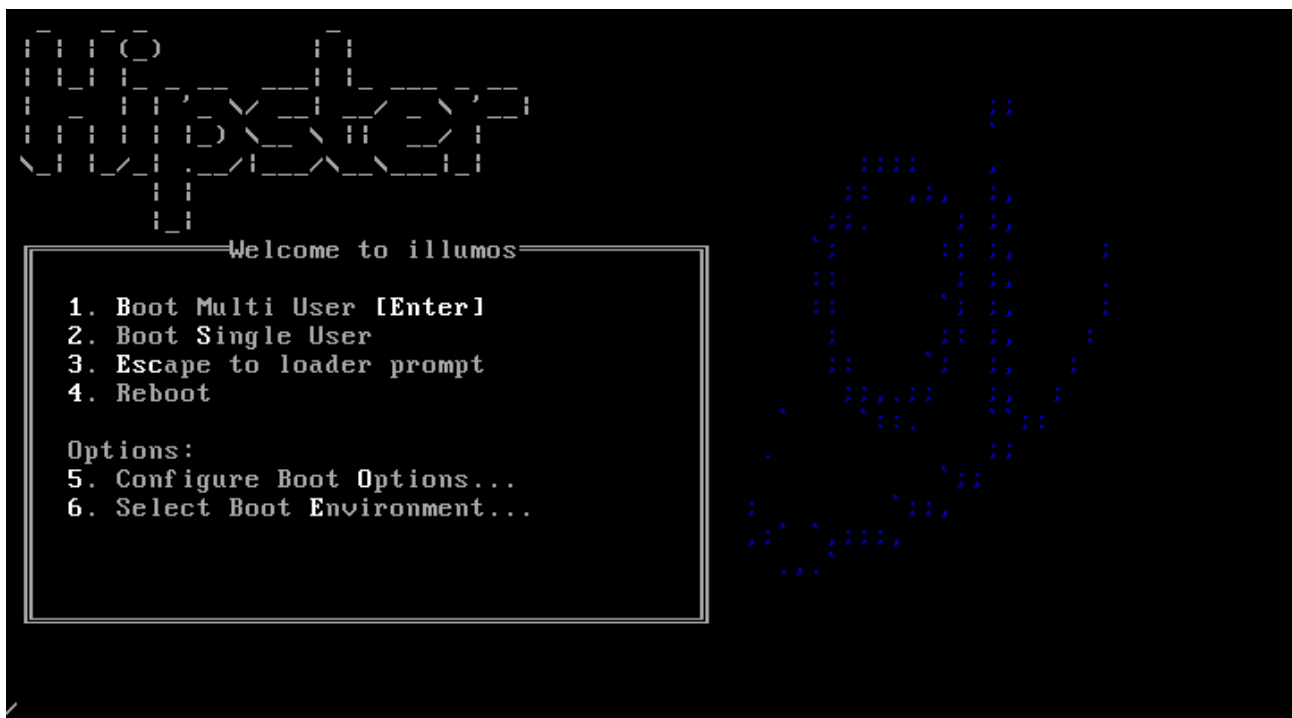 Hipster
Welcome to illumos
1. Boot Multi User [Enter]
2. Boot Single User
3. Escape to loader prompt
4. Reboot
Options:
5. Configure Boot Options...
6. Select Boot Environment...